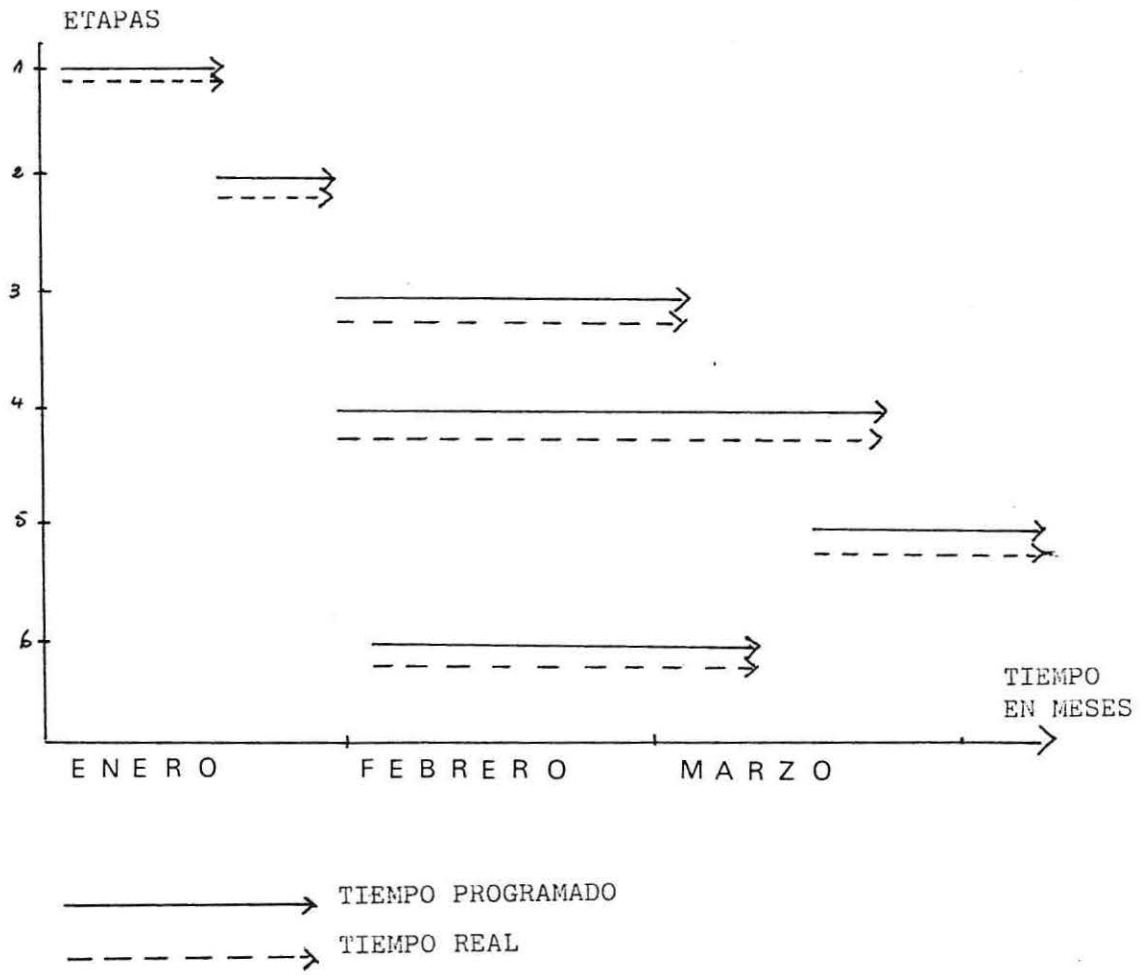 ETAPAS
1
2
3
4
5
6
TIEMPO
EN MESES
ENERO
FEBRERO
MARZO
TIEMPO PROGRAMADO
TIEMPO REAL